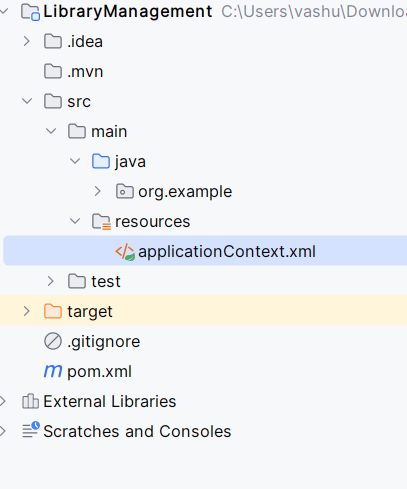 LibraryManagement C:\Users\vashu\Downlo
.idea
.mvn
src
main
java
org.example
resources
applicationContext.xml
test
target
.gitignore
pom.xml
External Libraries
Scratches and Consoles